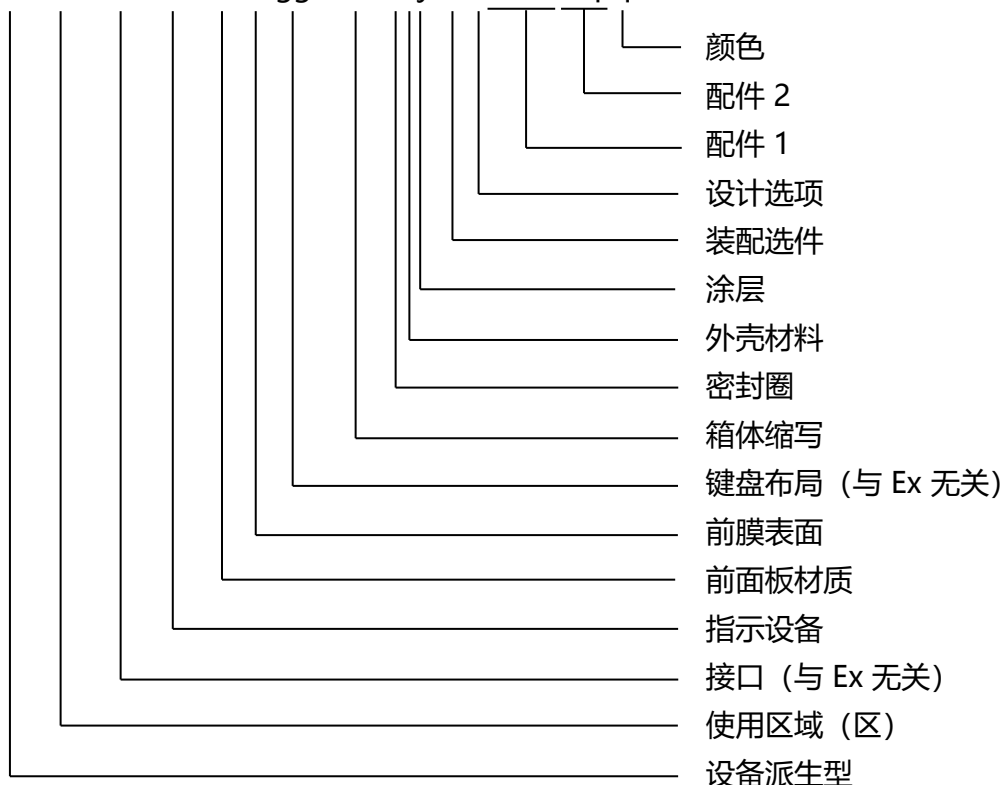 颜色
配件 2
配件 1
设计选项
装配选件
涂层
外壳材料
密封圈
箱体缩写
键盘布局（与 Ex 无关）
前膜表面
前面板材质
指示设备
接口（与 Ex 无关）
使用区域（区）
设备派生型